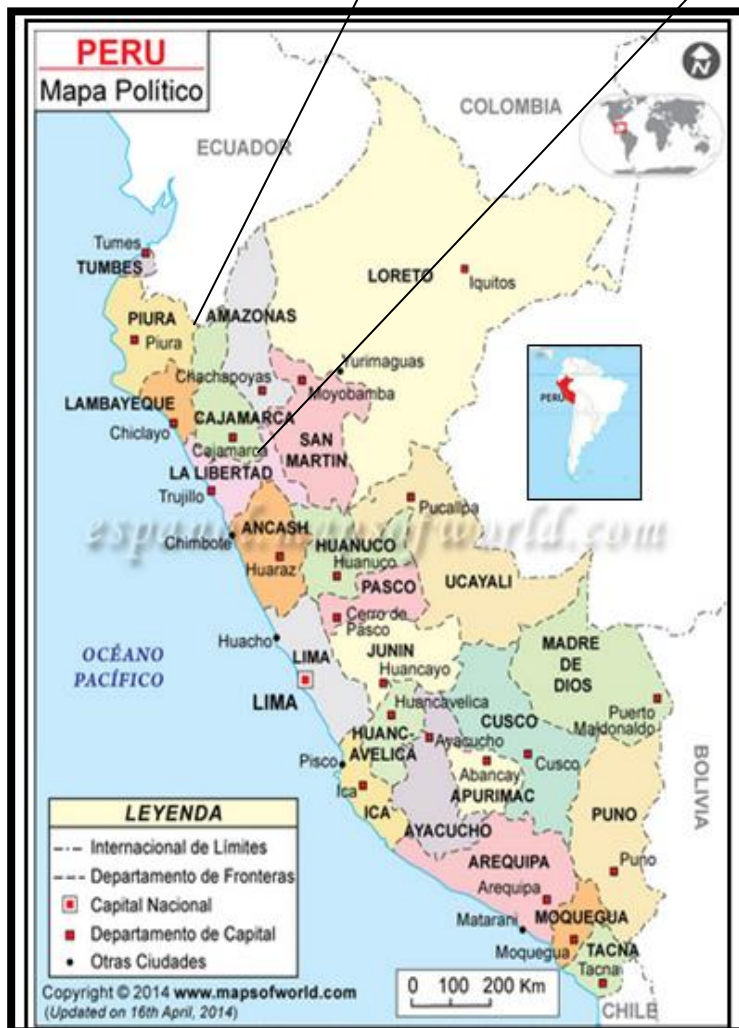 PERU
Mapa Político
N
COLOMBIA
ECUADOR
Tumes
TUMBES
LORETO
Iquitos
PIURA
Piura
AMAZONAS
Yurimaguas
Chachapoyas
Moyobamba
PERU
LAMBAYEQUE
CAJAMARCA
Chiclayo
Cajamarca
SAN
MARTIN
LA LIBERTAD
Trujillo
Pucallpa
espanol.mapsofworld.com
ANCASH
Chimbote
HUANUCO
Huanuco
Huaraz
UCAYALI
PASCO
Cerro de
Pasco
Huacho
LIMA
JUNIN
MADRE
DE
DIOS
OCÉANO
PACÍFICO
Huancayo
LIMA
Huancavelica
Puerto
Maldonaldo
CUSCO
HUANC-
AVELICA
Ayacucho
BOLIVIA
Pisco
Cusco
Abancay
Ica
APURIMAC
ICA
PUNO
AYACUCHO
LEYENDA
Internacional de Límites
Departamento de Fronteras
Capital Nacional
Departamento de Capital
Otras Ciudades
AREQUIPA
Puno
Arequipa
Matarani
MOQUEGUA
Moquegua
TACNA
Tacna
0 100 200 Km
CHILE
Copyright © 2014 www.mapsofworld.com
(Updated on 16th April, 2014)